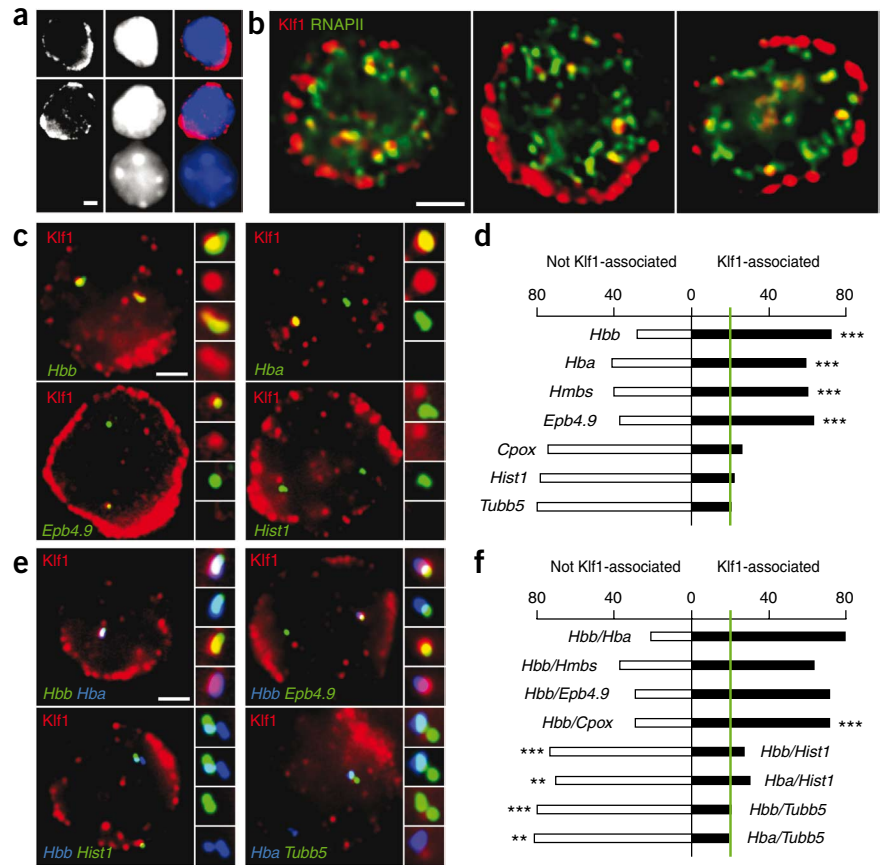 a
b
Klf1 RNAPII
c
Klf1
Hbb
Klf1
Hba
Klf1
Epb4.9
Klf1
Hist1
d
Not Klf1-associated Klf1-associated
80 40 0 40 80
Hbb ***
Hba ***
Hmbs ***
Epb4.9 ***
Cpox
Hist1
Tubb5
e
Klf1
Hbb Hba
Klf1
Hbb Epb4.9
Klf1
Hbb Hist1
Klf1
Hba Tubb5
f
Not Klf1-associated Klf1-associated
80 40 0 40 80
Hbb/Hba
Hbb/Hmbs
Hbb/Epb4.9
Hbb/Cpox ***
*** Hbb/Hist1
** Hba/Hist1
*** Hbb/Tubb5
** Hba/Tubb5